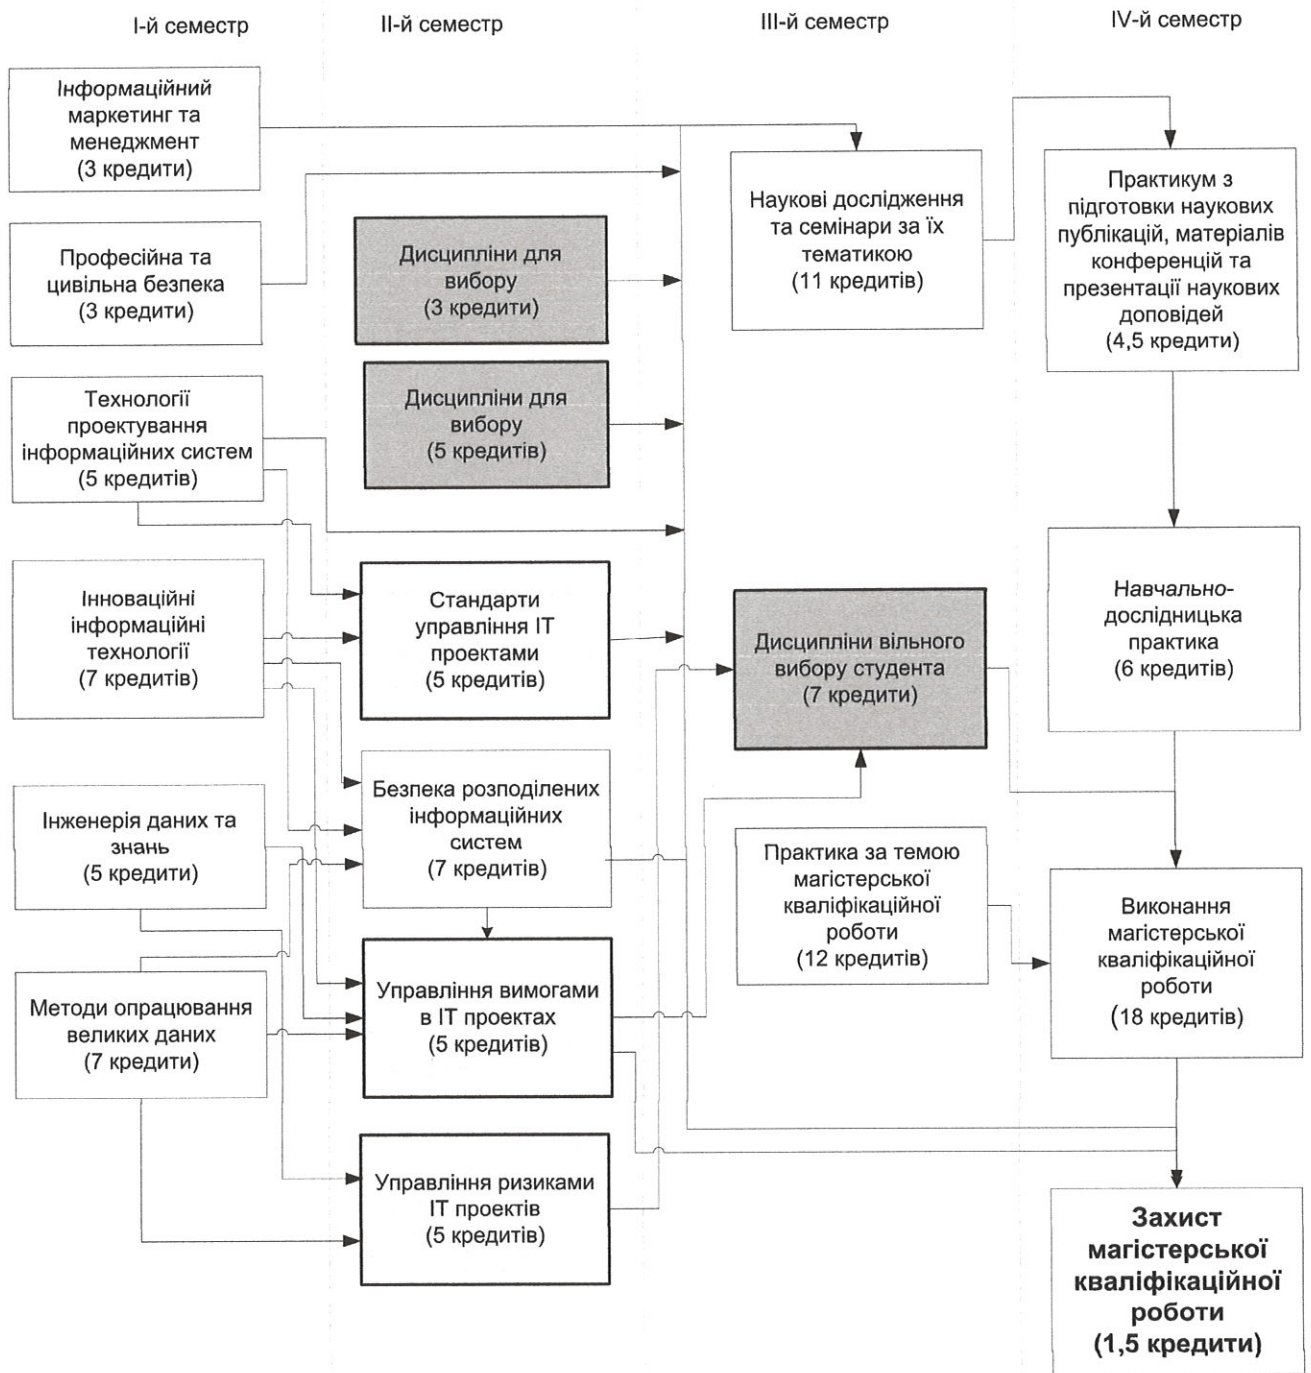 І-й семестр
ІІ-й семестр
ІІІ-й семестр
IV-й семестр
Інформаційний
маркетинг та
менеджмент
(3 кредити)
Професійна та
цивільна безпека
(3 кредити)
Технології
проектування
інформаційних систем
(5 кредитів)
Інноваційні
інформаційні
технології
(7 кредитів)
Інженерія даних та
знань
(5 кредити)
Методи опрацювання
великих даних
(7 кредити)
Дисципліни для
вибору
(3 кредити)
Дисципліни для
вибору
(5 кредитів)
Стандарти
управління ІТ
проектами
(5 кредитів)
Безпека розподілених
інформаційних
систем
(7 кредитів)
Управління вимогами
в ІТ проектах
(5 кредитів)
Управління ризиками
ІТ проектів
(5 кредитів)
Наукові дослідження
та семінари за їх
тематикою
(11 кредитів)
Дисципліни вільного
вибору студента
(7 кредити)
Практика за темою
магістерської
кваліфікаційної
роботи
(12 кредитів)
Практикум з
підготовки наукових
публікацій, матеріалів
конференцій та
презентації наукових
доповідей
(4,5 кредити)
Навчально-
дослідницька
практика
(6 кредитів)
Виконання
магістерської
кваліфікаційної
роботи
(18 кредитів)
Захист
магістерської
кваліфікаційної
роботи
(1,5 кредити)